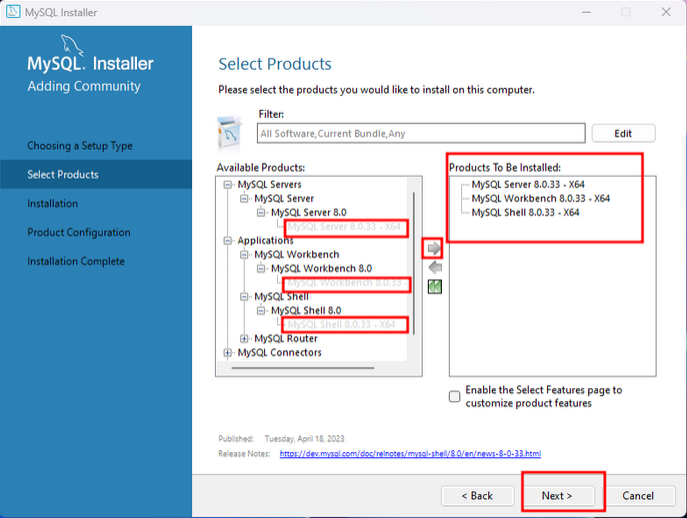 MySQL Installer
MySQL. Installer
Adding Community
Choosing a Setup Type
Select Products
Installation
Product Configuration
Installation Complete
Select Products
Please select the products you would like to install on this computer.
Filter:
All Software,Current Bundle,Any
Edit
Available Products:
MySQL Servers
MySQL Server
MySQL Server 8.0
MySQL Server 8.0.33 - X64
Applications
MySQL Workbench
MySQL Workbench 8.0
MySQL Workbench 8.0.33
MySQL Shell
MySQL Shell 8.0
MySQL Shell 8.0.33 - X64
MySQL Router
MySQL Connectors
Products To Be Installed:
MySQL Server 8.0.33 - X64
MySQL Workbench 8.0.33 - X64
MySQL Shell 8.0.33 - X64
Enable the Select Features page to
customize product features
Published: Tuesday, April 18, 2023
Release Notes: https://dev.mysql.com/doc/relnotes/mysql-shell/8.0/en/news-8-0-33.html
< Back
Next >
Cancel